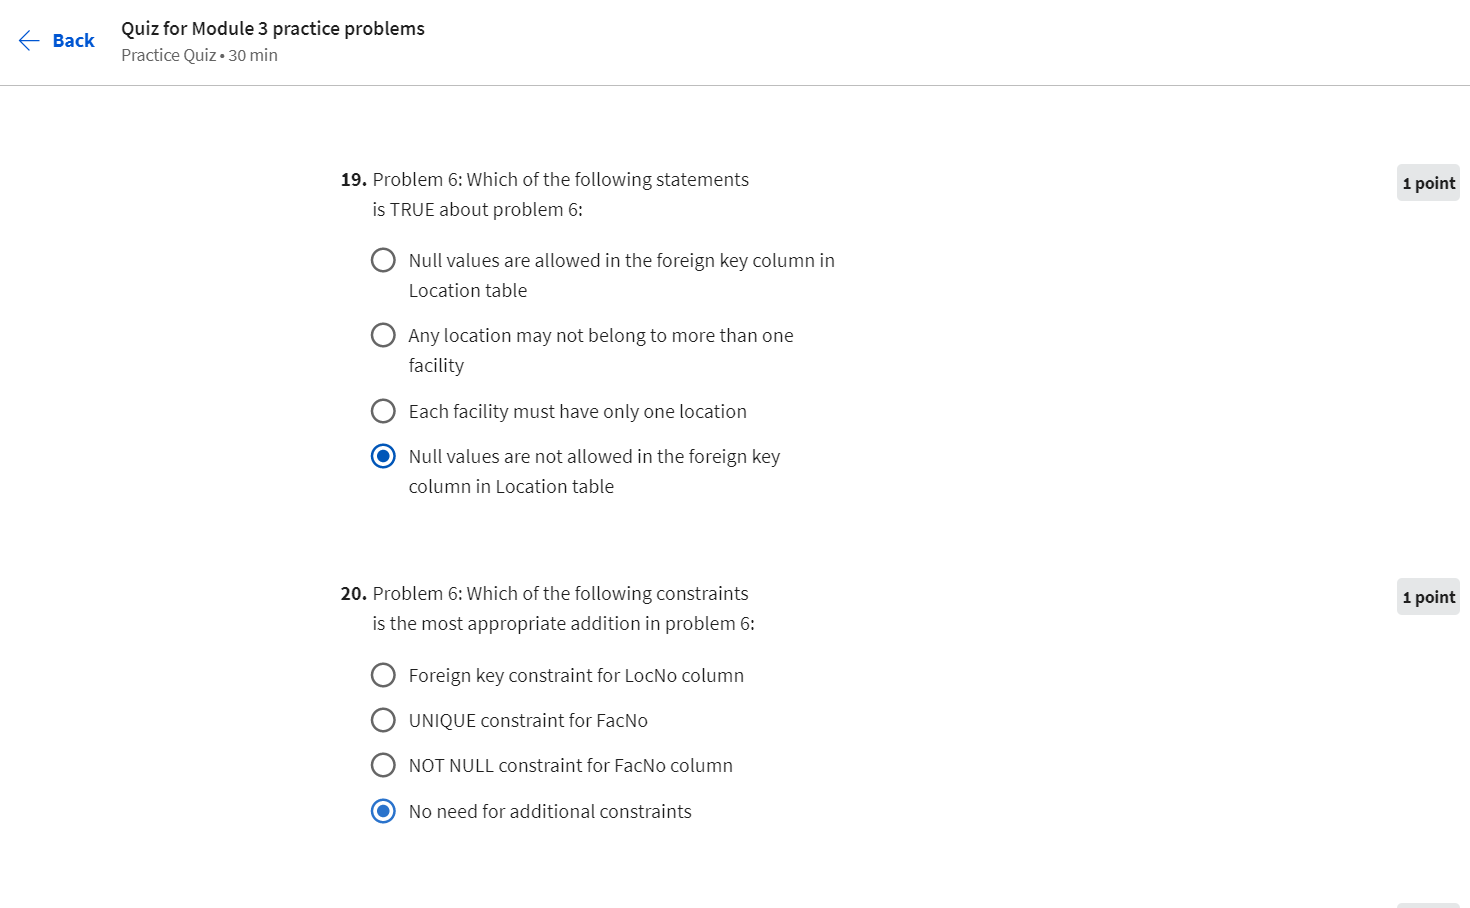 Back
Quiz for Module 3 practice problems
Practice Quiz • 30 min
19. Problem 6: Which of the following statements
is TRUE about problem 6:
1 point
Null values are allowed in the foreign key column in
Location table
Any location may not belong to more than one
facility
Each facility must have only one location
Null values are not allowed in the foreign key
column in Location table
20. Problem 6: Which of the following constraints
is the most appropriate addition in problem 6:
1 point
Foreign key constraint for LocNo column
UNIQUE constraint for FacNo
NOT NULL constraint for FacNo column
No need for additional constraints